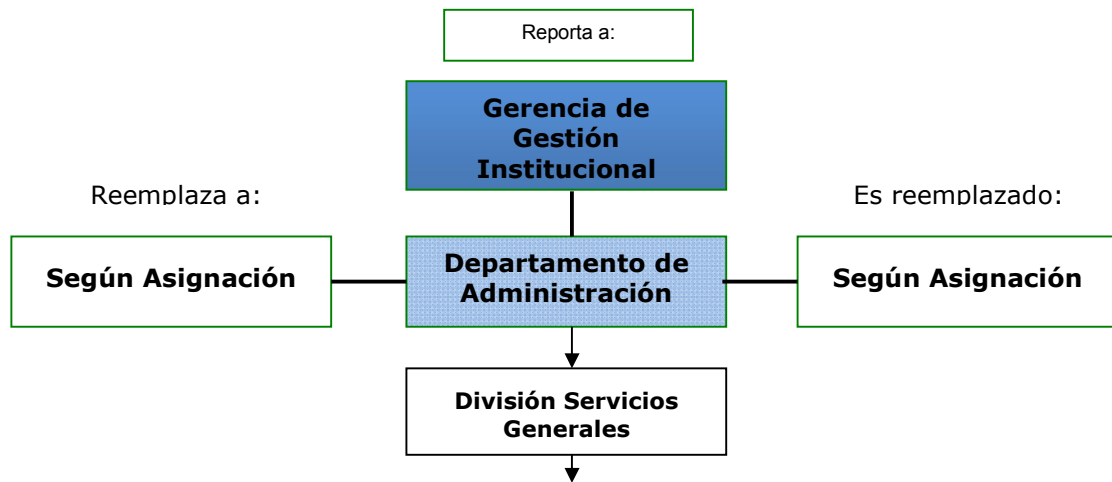 Reporta a:
Gerencia de
Gestión
Institucional
Reemplaza a:
Es reemplazado:
Según Asignación
Departamento de
Administración
Según Asignación
División Servicios
Generales